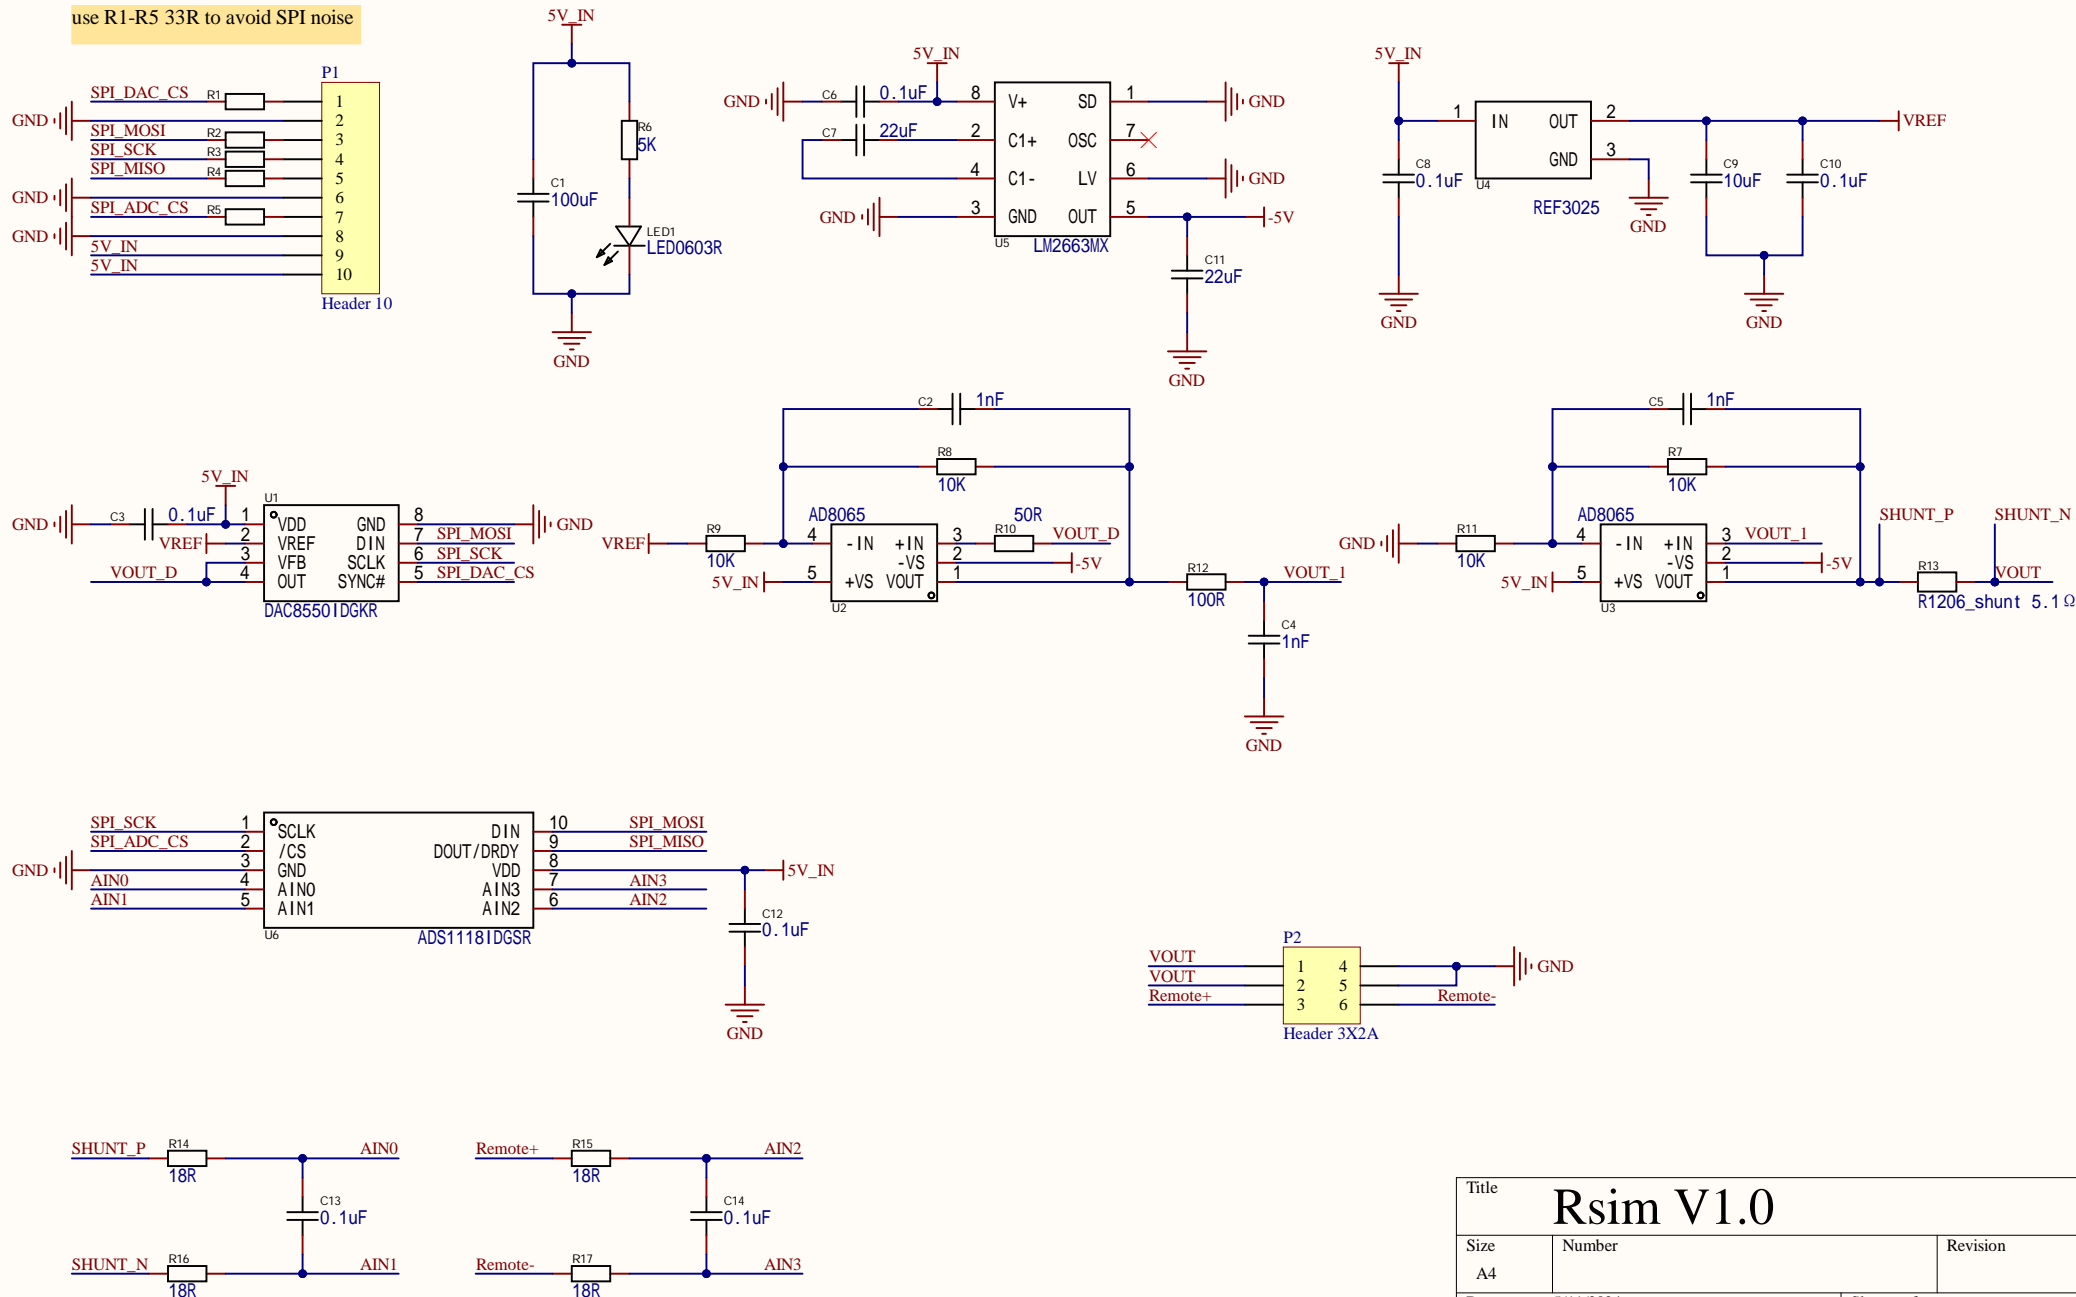 use R1-R5 33R to avoid SPI noise
P1
SPI_DAC_CS R1 1
GND 2
SPI_MOSI R2 3
SPI_SCK R3 4
SPI_MISO R4 5
GND 6
SPI_ADC_CS R5 7
GND 8
5V_IN 9
5V_IN 10
Header 10
5V_IN
R6
5K
C1
100uF
LED1
LED0603R
GND
5V_IN
GND C6 0.1uF 8 V+ SD 1 GND
C7 22uF 2 C1+ OSC 7
4 C1- LV 6 GND
GND 3 GND OUT 5 -5V
U5 LM2663MX
C11
22uF
GND
5V_IN
1 IN OUT 2 VREF
GND 3
U4
REF3025
C8
0.1uF
C9
10uF
C10
0.1uF
GND
GND
GND
5V_IN
U1
GND C3 0.1uF 1 VDD GND 8 GND
VREF 2 VREF DIN 7 SPI_MOSI
3 VFB SCLK 6 SPI_SCK
VOUT_D 4 OUT SYNC# 5 SPI_DAC_CS
DAC8550IDGKR
C2 1nF
R8
10K
AD8065
50R
VREF R9 4 -IN +IN 3 R10 VOUT_D
10K
-VS 2 -5V
5V_IN 5 +VS VOUT 1
U2
R12
100R
VOUT_1
C4
1nF
GND
C5 1nF
R7
10K
AD8065
GND R11 4 -IN +IN 3 VOUT_1
10K
-VS 2 -5V
5V_IN 5 +VS VOUT 1
U3
SHUNT_P SHUNT_N
R13 VOUT
R1206_shunt 5.1Ω
SPI_SCK 1 SCLK DIN 10 SPI_MOSI
SPI_ADC_CS 2 /CS DOUT/DRDY 9 SPI_MISO
GND 3 GND VDD 8 5V_IN
AIN0 4 AIN0 AIN3 7 AIN3
AIN1 5 AIN1 AIN2 6 AIN2
U6 ADS1118IDGSR
C12
0.1uF
GND
P2
VOUT 1 4 GND
VOUT 2 5
Remote+ 3 6 Remote-
Header 3X2A
SHUNT_P R14 AIN0
18R
C13
0.1uF
SHUNT_N R16 AIN1
18R
Remote+ R15 AIN2
18R
C14
0.1uF
Remote- R17 AIN3
18R
Title
Rsim V1.0
Size Number Revision
A4